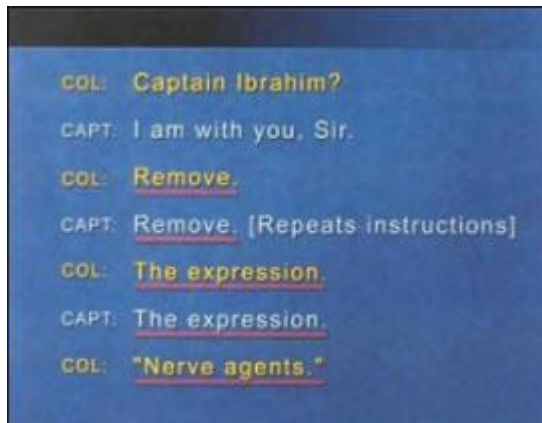 COL: Captain Ibrahim?
CAPT: I am with you, Sir.
COL: Remove.
CAPT: Remove. [Repeats instructions]
COL: The expression.
CAPT: The expression.
COL: "Nerve agents."